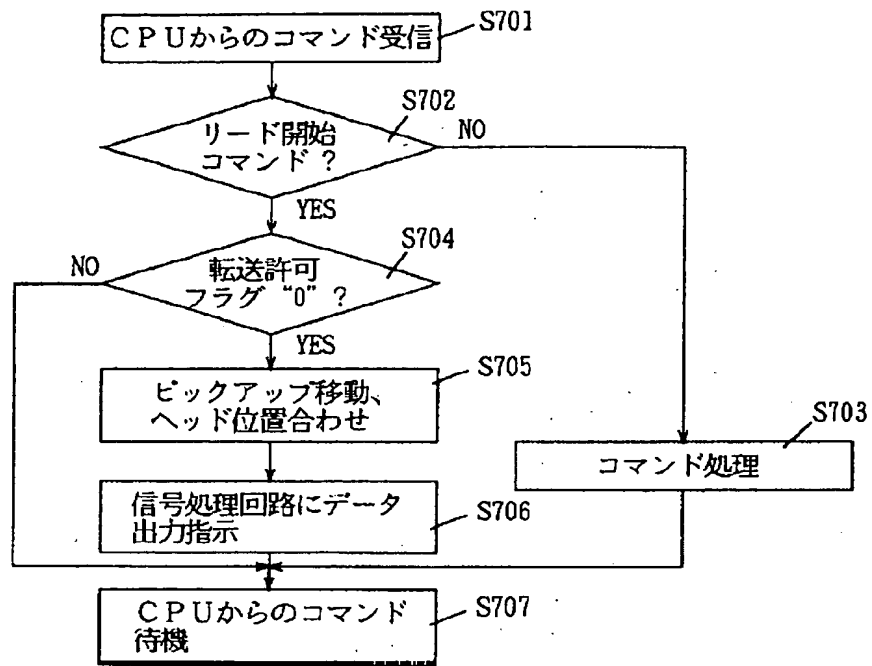 CPUからのコマンド受信
S701
S702
リード開始
コマンド？
NO
YES
S704
NO
転送許可
フラグ“0”？
YES
S705
ピックアップ移動、
ヘッド位置合わせ
S703
コマンド処理
信号処理回路にデータ
出力指示
S706
CPUからのコマンド
待機
S707